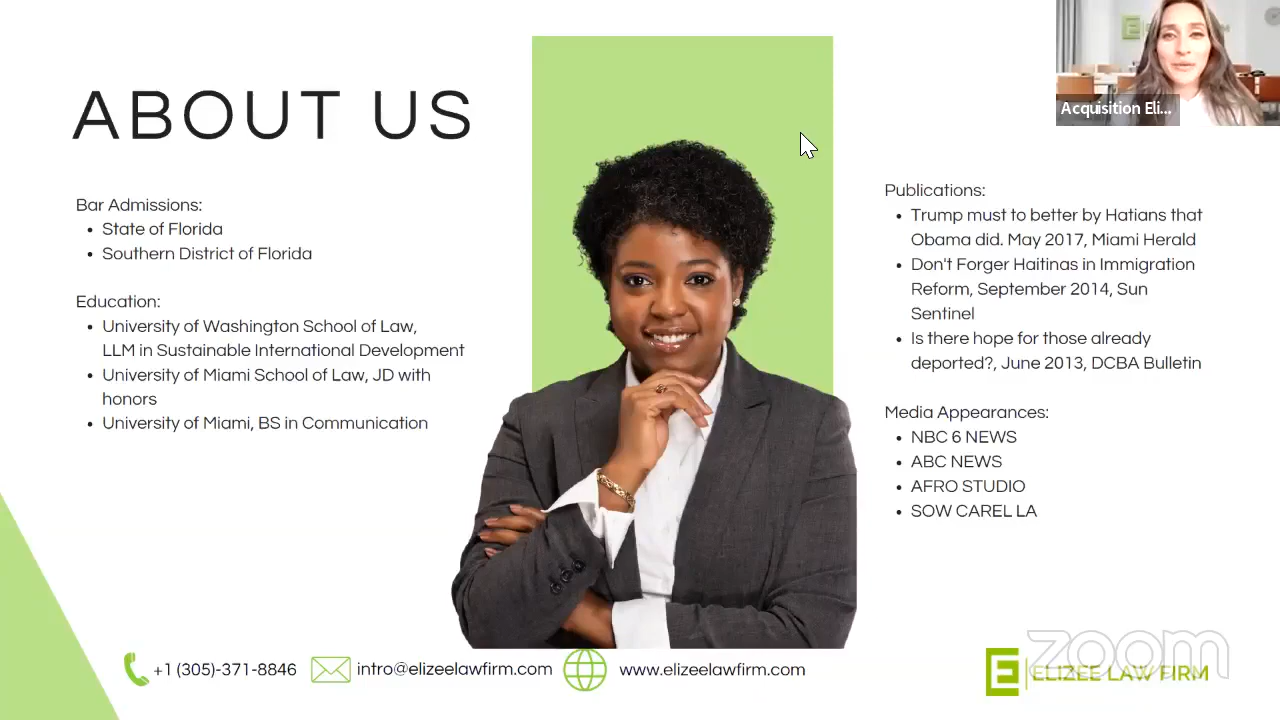 ABOUT US
Acquisition Eli...
Bar Admissions:
State of Florida
Southern District of Florida
Education:
University of Washington School of Law,
LLM in Sustainable International Development
University of Miami School of Law, JD with
honors
University of Miami, BS in Communication
Publications:
Trump must to better by Hatians that
Obama did. May 2017, Miami Herald
Don't Forger Haitinas in Immigration
Reform, September 2014, Sun
Sentinel
Is there hope for those already
deported?, June 2013, DCBA Bulletin
Media Appearances:
NBC 6 NEWS
ABC NEWS
AFRO STUDIO
SOW CAREL LA
+1 (305)-371-8846
intro@elizeelawfirm.com
www.elizeelawfirm.com
ELIZEE LAW FIRM
zoom